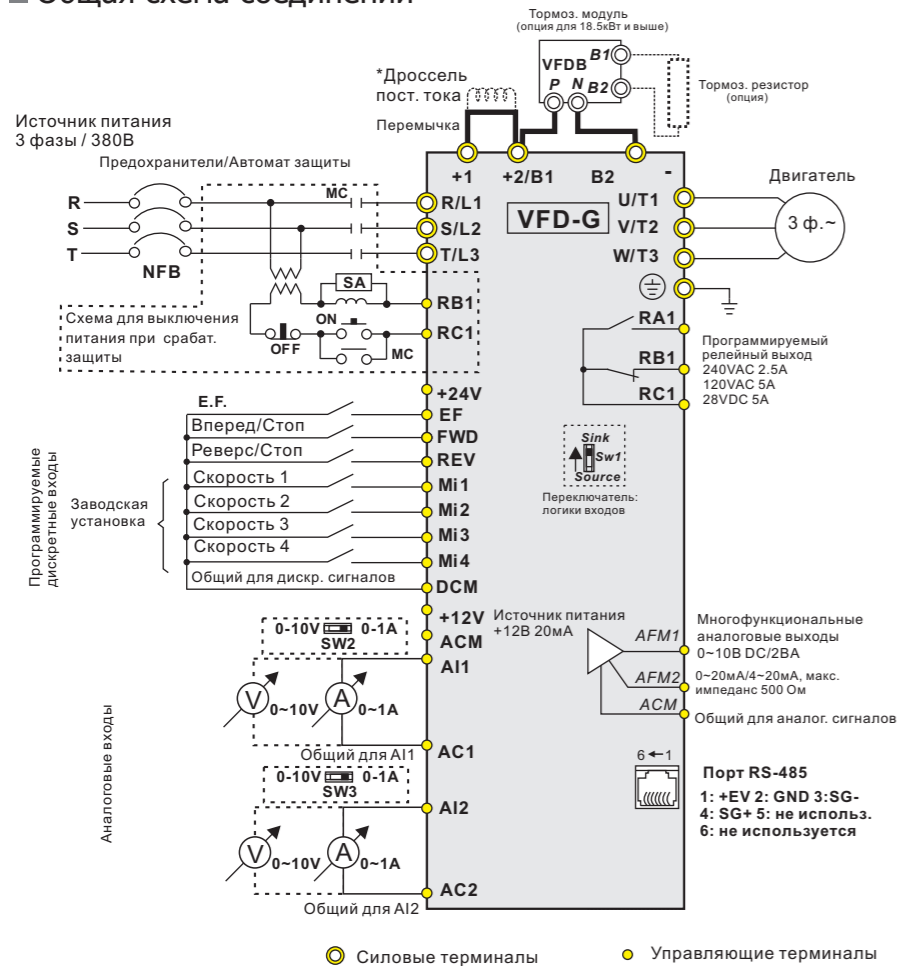 Общая схема соединений
Тормоз. модуль
(опция для 18.5кВт и выше)
VFDB
B1
P
N
B2
Тормоз. резистор
(опция)
*Дроссель
пост. тока
Перемычка
Источник питания
3 фазы / 380В
Предохранители/Автомат защиты
+1
+2/B1
B2
-
R
S
T
NFB
MC
R/L1
S/L2
T/L3
VFD-G
U/T1
V/T2
W/T3
Двигатель
3 ф.~
SA
ON
OFF
MC
RB1
RC1
Схема для выключения
питания при срабат.
защиты
RA1
RB1
RC1
Программируемый
релейный выход
240VAC 2.5A
120VAC 5A
28VDC 5A
Программируемые
дискретные входы
Заводская
установка
E.F.
Вперед/Стоп
Реверс/Стоп
Скорость 1
Скорость 2
Скорость 3
Скорость 4
Общий для дискр. сигналов
+24V
EF
FWD
REV
Mi1
Mi2
Mi3
Mi4
DCM
Sink
Sw1
Source
Переключатель:
логики входов
+12V
Источник питания
+12В 20мА
ACM
AI1
AC1
AI2
AC2
Аналоговые входы
0-10V
0-1A
SW2
V
0~10V
A
0~1A
Общий для AI1
0-10V
0-1A
SW3
V
0~10V
A
0~1A
Общий для AI2
AFM1
AFM2
ACM
Многофункциональные
аналоговые выходы
0~10В DC/2ВА
0~20мА/4~20мА, макс.
импеданс 500 Ом
Общий для аналог. сигналов
6←1
Порт RS-485
1: +EV 2: GND 3:SG-
4: SG+ 5: не использ.
6: не используется
Силовые терминалы
Управляющие терминалы